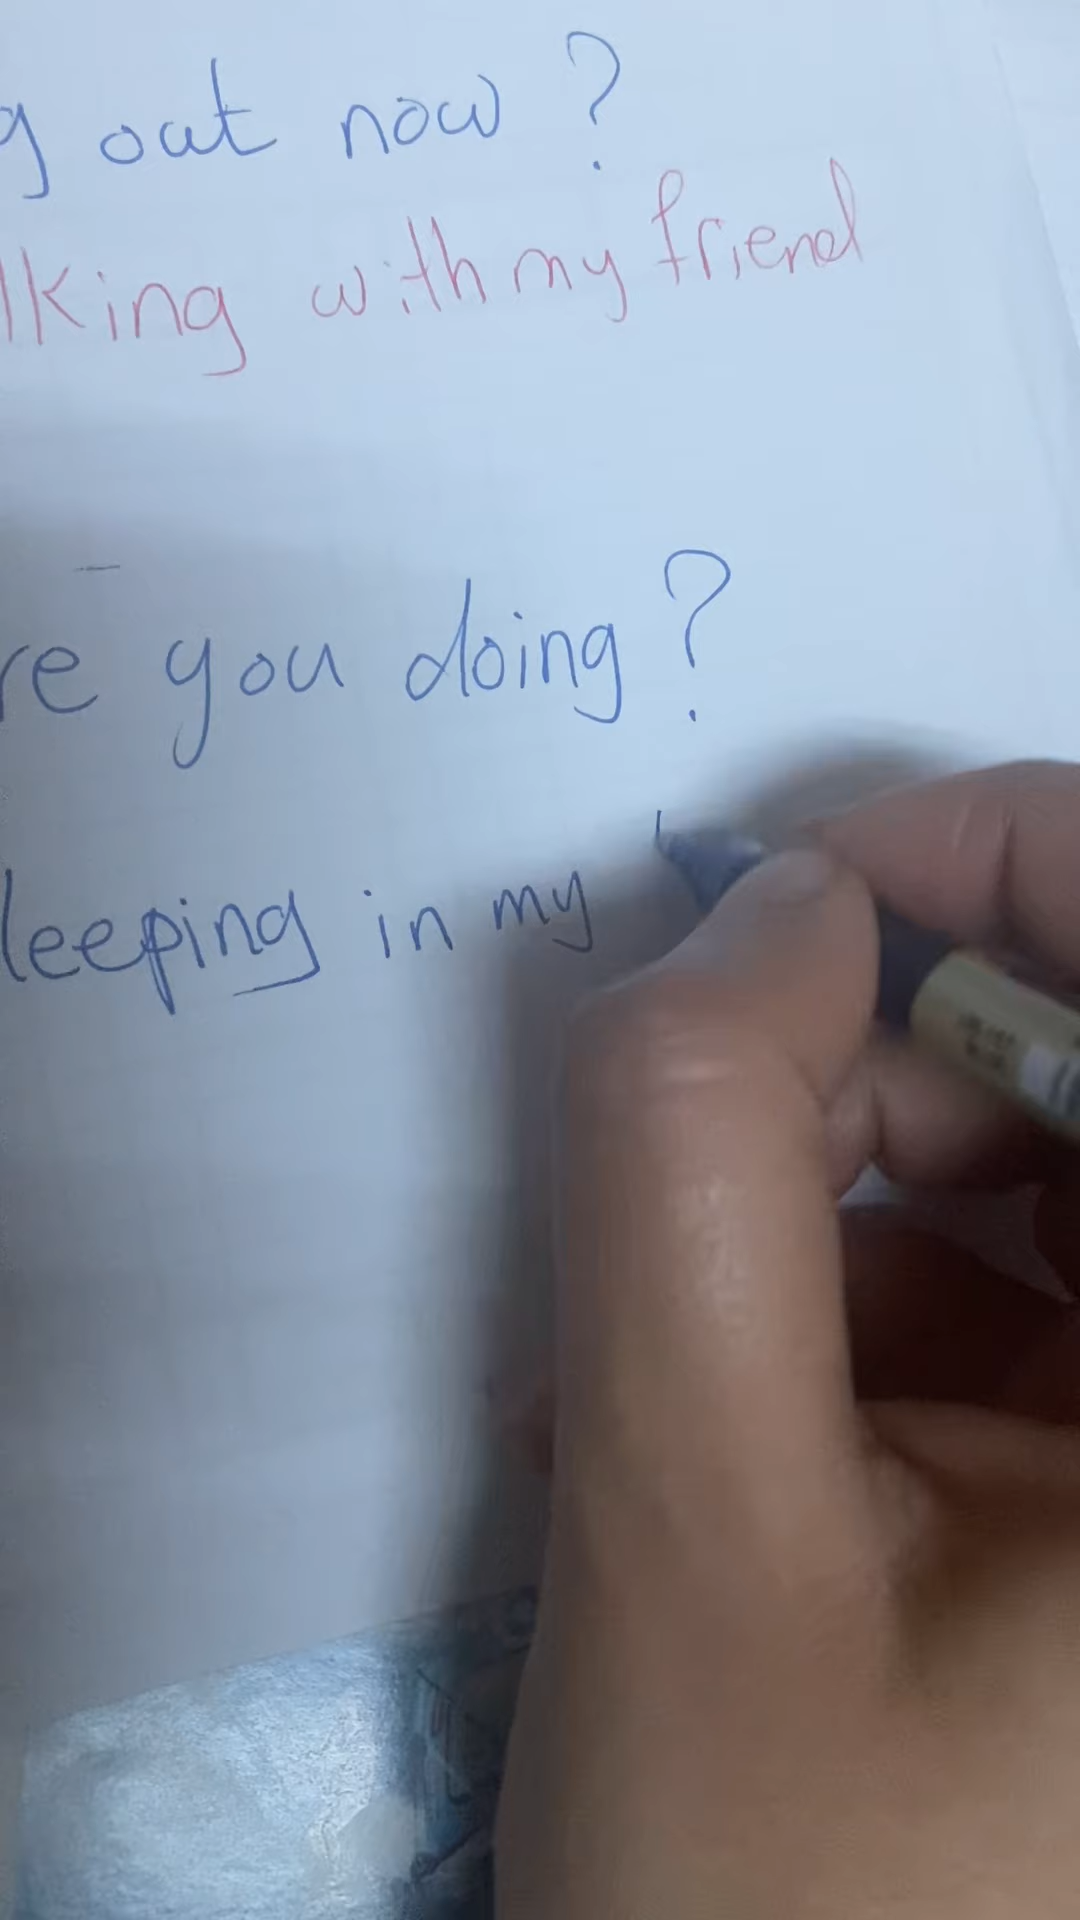 g out now?
lking with my friend
re you doing?
leeping in my